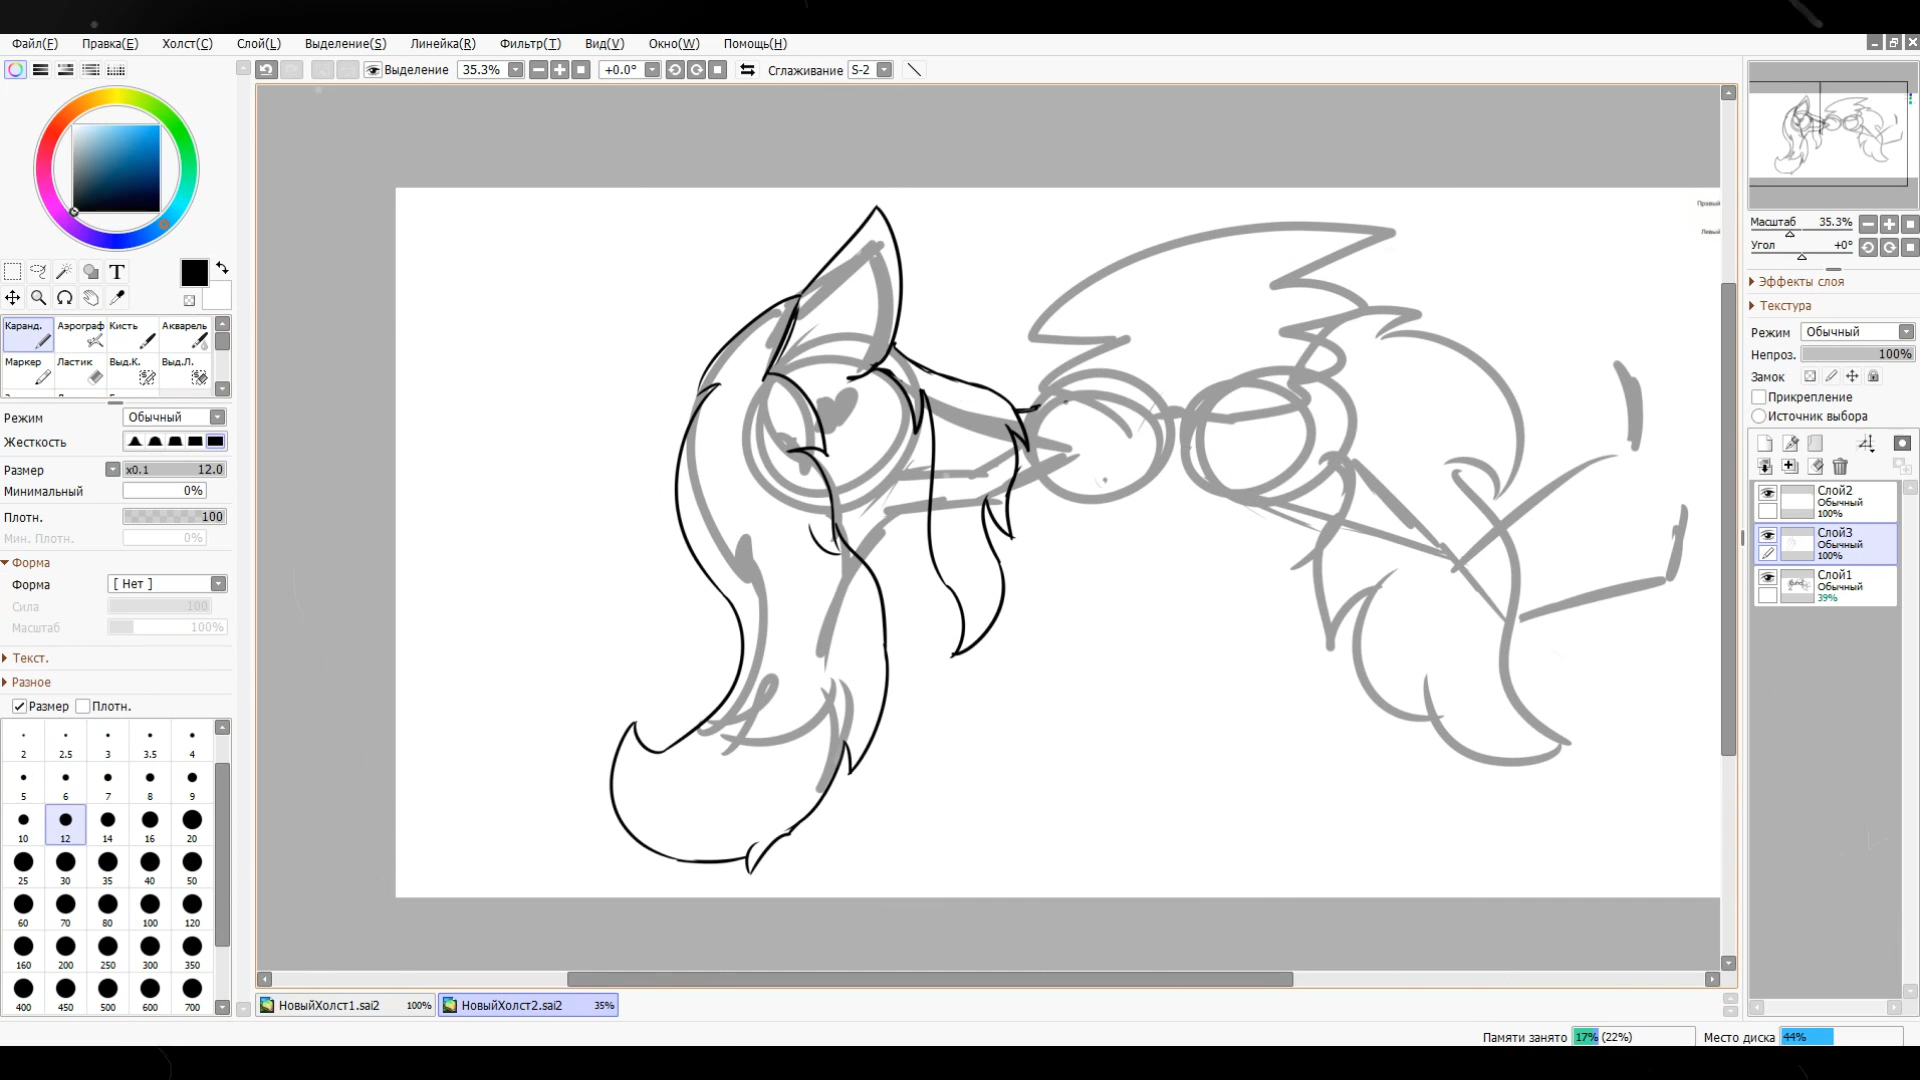 Файл(F) Правка(E) Холст(C) Слой(L) Выделение(S) Линейка(R) Фильтр(T) Вид(V) Окно(W) Помощь(H)
Выделение 35.3% +0.0° Сглаживание S-2
T
Каранд. Аэрограф Кисть Акварель
Маркер Ластик Выд.К. Выд.Л.
Режим Обычный
Жесткость
Размер x0.1 12.0
Минимальный 0%
Плотн. 100
Мин. Плотн. 0%
Форма
Форма [ Нет ]
Сила 100
Масштаб 100%
Текст.
Разное
Размер Плотн.
2 2.5 3 3.5 4
5 6 7 8 9
10 12 14 16 20
25 30 35 40 50
60 70 80 100 120
160 200 250 300 350
400 450 500 600 700
Правый
Левый
НовыйХолст1.sai2 100% НовыйХолст2.sai2 35%
Масштаб 35.3%
Угол +0°
Эффекты слоя
Текстура
Режим Обычный
Непроз. 100%
Замок
Прикрепление
Источник выбора
Слой2
Обычный
100%
Слой3
Обычный
100%
Слой1
Обычный
39%
Памяти занято 17% (22%) Место диска 44%